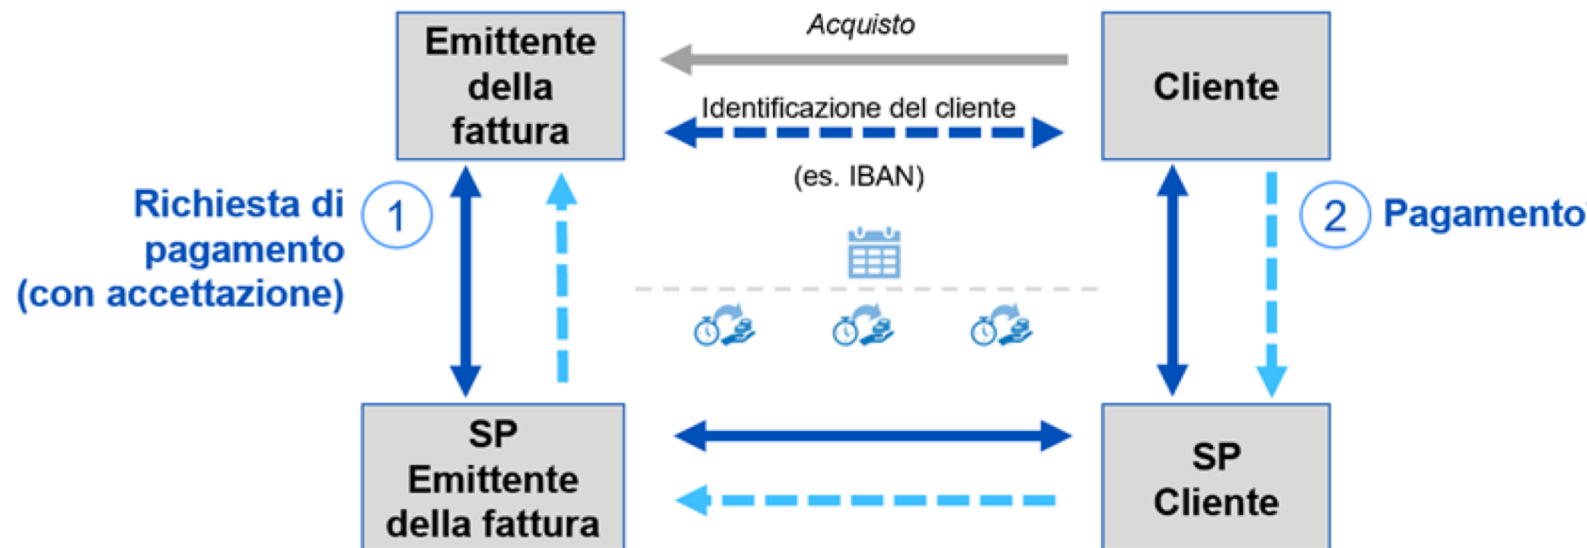 Emittente
della
fattura
Acquisto
Cliente
Identificazione del cliente
(es. IBAN)
Richiesta di
pagamento
(con accettazione)
1
2
Pagamento
SP
Emittente
della fattura
SP
Cliente